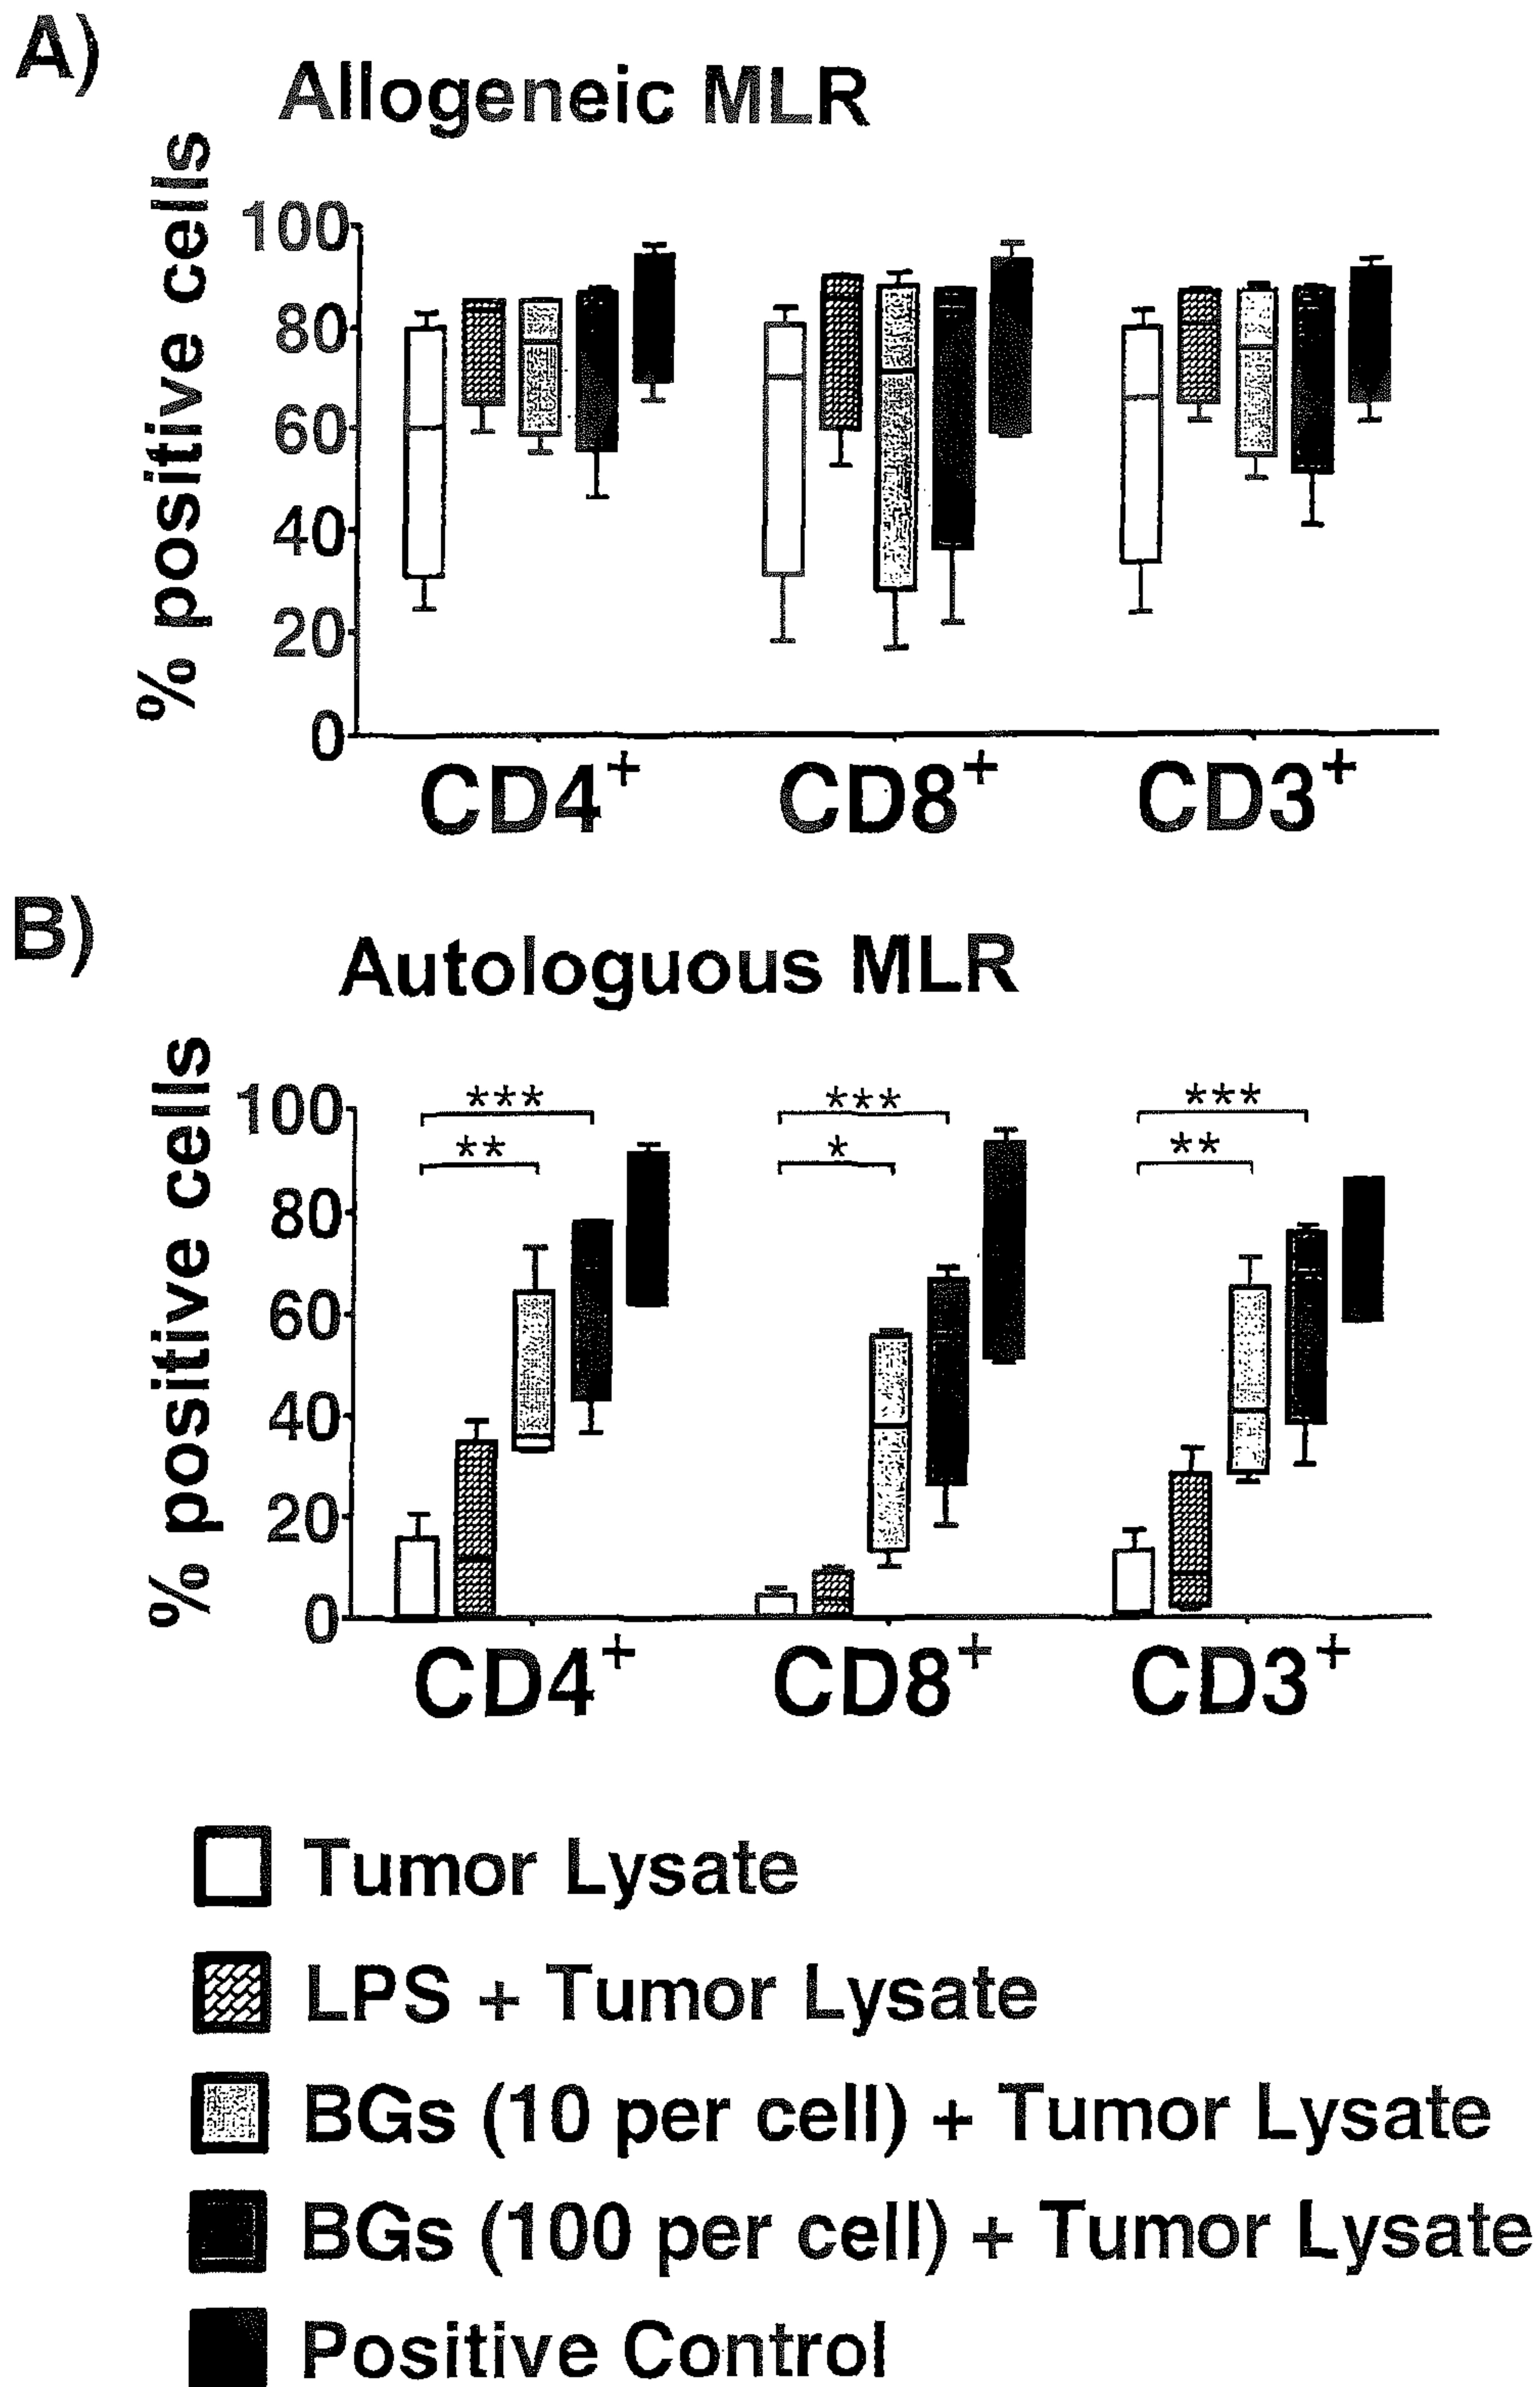 A)
Allogeneic MLR
% positive cells
100
80
60
40
20
0
CD4+ CD8+ CD3+
B)
Autologuous MLR
% positive cells
100
80
60
40
20
0
*** *** ***
** * **
CD4+ CD8+ CD3+
Tumor Lysate
LPS + Tumor Lysate
BGs (10 per cell) + Tumor Lysate
BGs (100 per cell) + Tumor Lysate
Positive Control